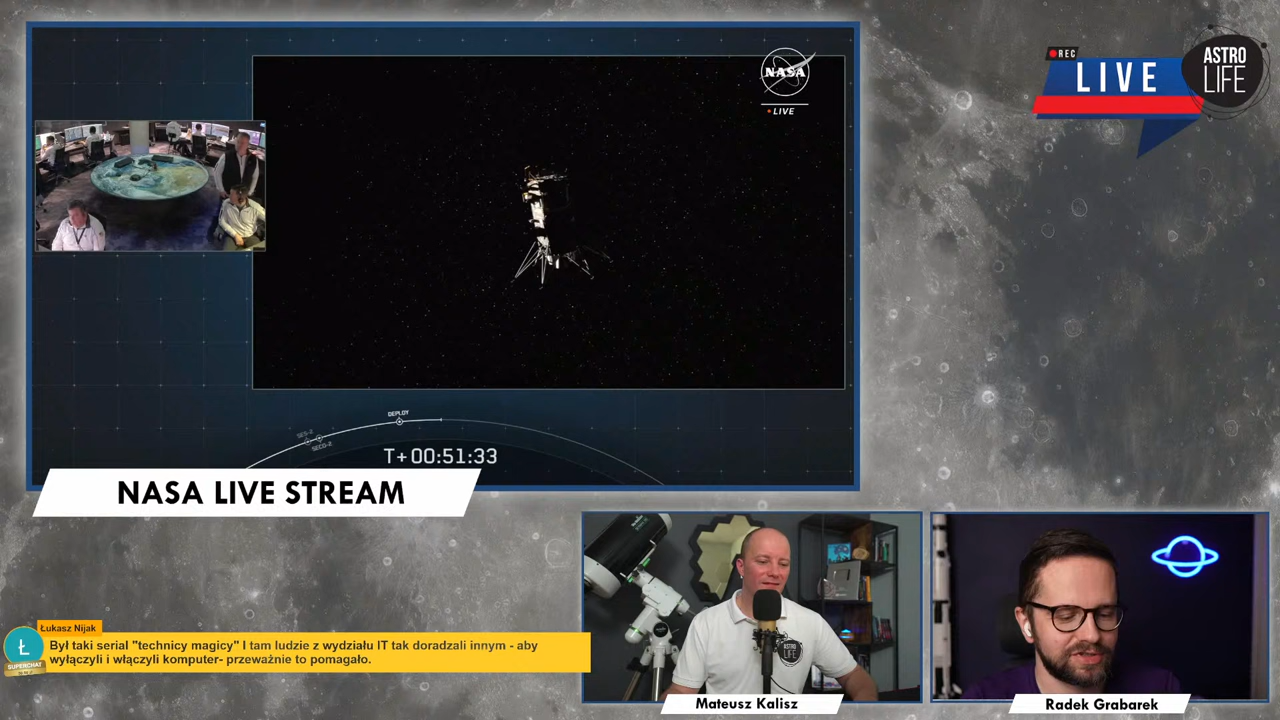 NASA
LIVE
REC
LIVE
ASTRO
LIFE
DEPLOY
SES-2
SECO-2
T+00:51:33
NASA LIVE STREAM
Łukasz Nijak
Ł
SUPERCHAT
Był taki serial "technicy magicy" I tam ludzie z wydziału IT tak doradzali innym - aby
wyłączyli i włączyli komputer- przeważnie to pomagało.
ASTRO
LIFE
Mateusz Kalisz
Radek Grabarek